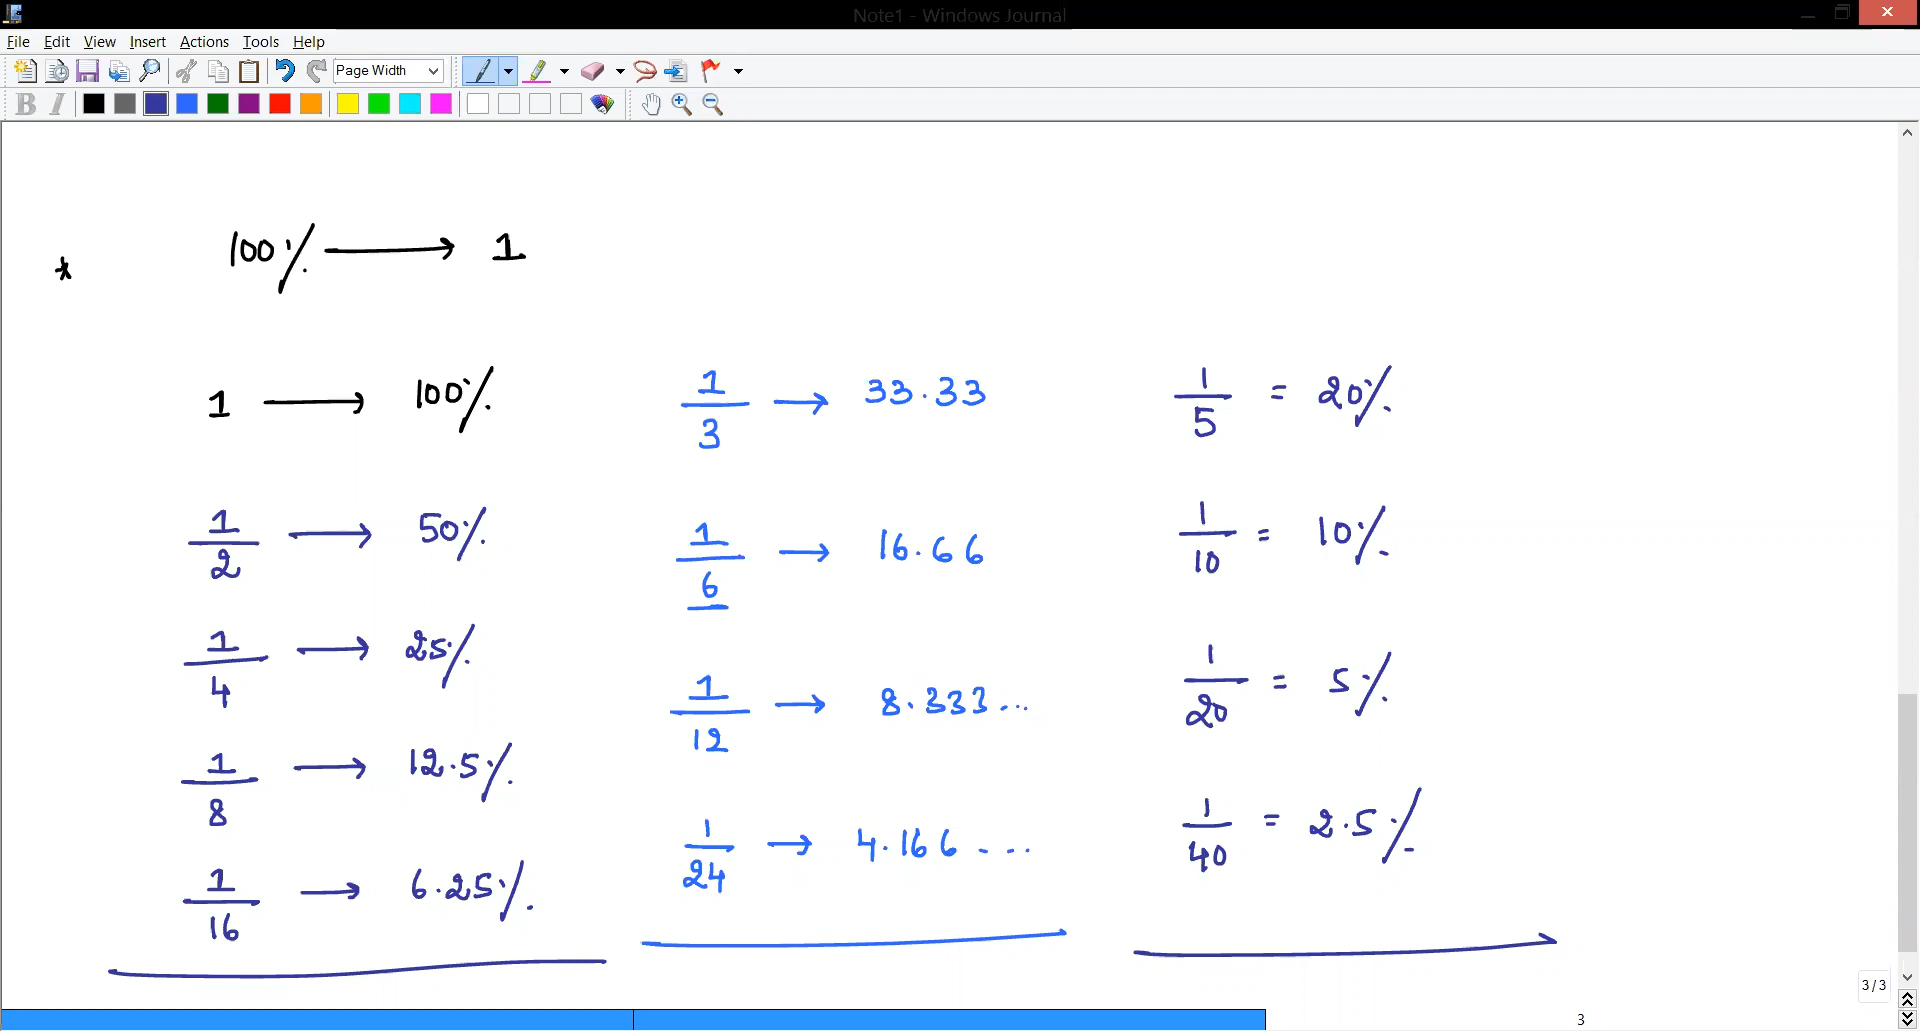 Note1 - Windows Journal
File Edit View Insert Actions Tools Help
Page Width
B I
* 100% → 1
1 → 100%
1/2 → 50%
1/4 → 25%
1/8 → 12.5%
1/16 → 6.25%
1/3 → 33.33
1/6 → 16.66
1/12 → 8.333...
1/24 → 4.166...
1/5 = 20%
1/10 = 10%
1/20 = 5%
1/40 = 2.5%
3/3
3